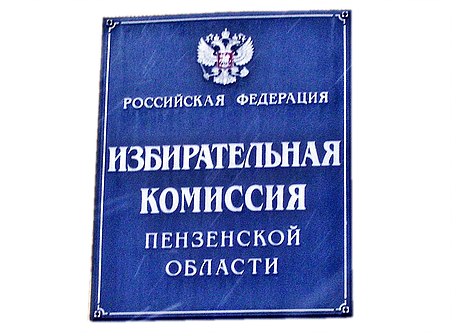 РОССИЙСКАЯ ФЕДЕРАЦИЯ
ИЗБИРАТЕЛЬНАЯ
КОМИССИЯ
ПЕНЗЕНСКОЙ
ОБЛАСТИ